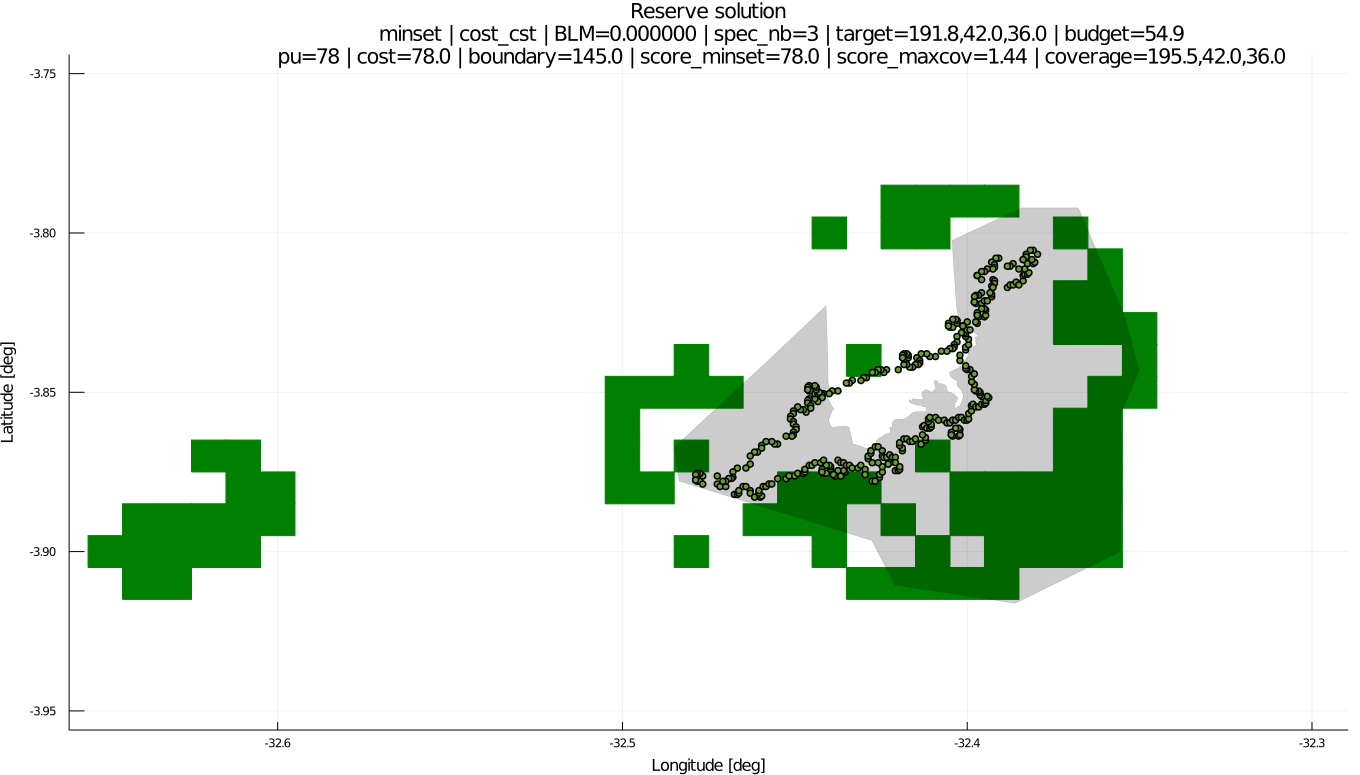 Reserve solution
minset | cost_cst | BLM=0.000000 | spec_nb=3 | target=191.8,42.0,36.0 | budget=54.9
pu=78 | cost=78.0 | boundary=145.0 | score_minset=78.0 | score_maxcov=1.44 | coverage=195.5,42.0,36.0
-3.75
-3.80
-3.85
-3.90
-3.95
Latitude [deg]
-32.6
-32.5
-32.4
-32.3
Longitude [deg]